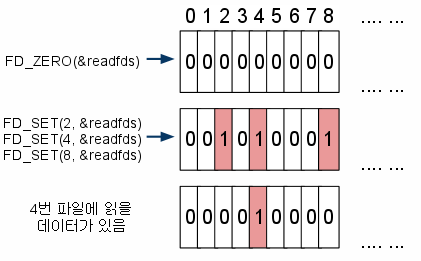 0 1 2 3 4 5 6 7 8 .... ...
FD_ZERO(&readfds) 0 0 0 0 0 0 0 0 0
.... ...
FD_SET(2, &readfds)
FD_SET(4, &readfds) 0 0 1 0 1 0 0 0 1
FD_SET(8, &readfds)
.... ...
4번 파일에 읽을
데이터가 있음 0 0 0 0 1 0 0 0 0
.... ...